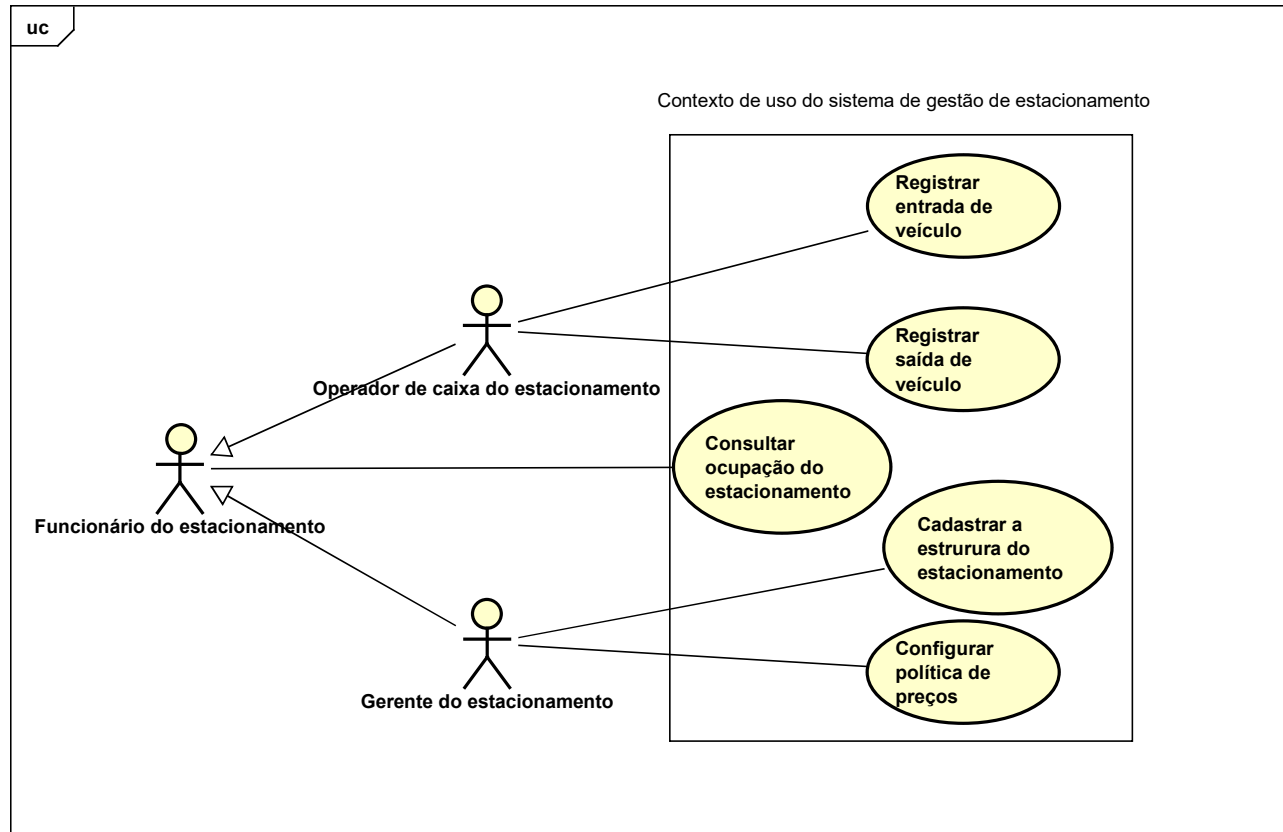 uc
Contexto de uso do sistema de gestão de estacionamento
Registrar
entrada de
veículo
Registrar
saída de
veículo
Operador de caixa do estacionamento
Consultar
ocupação do
estacionamento
Funcionário do estacionamento
Cadastrar a
estrurura do
estacionamento
Configurar
política de
preços
Gerente do estacionamento